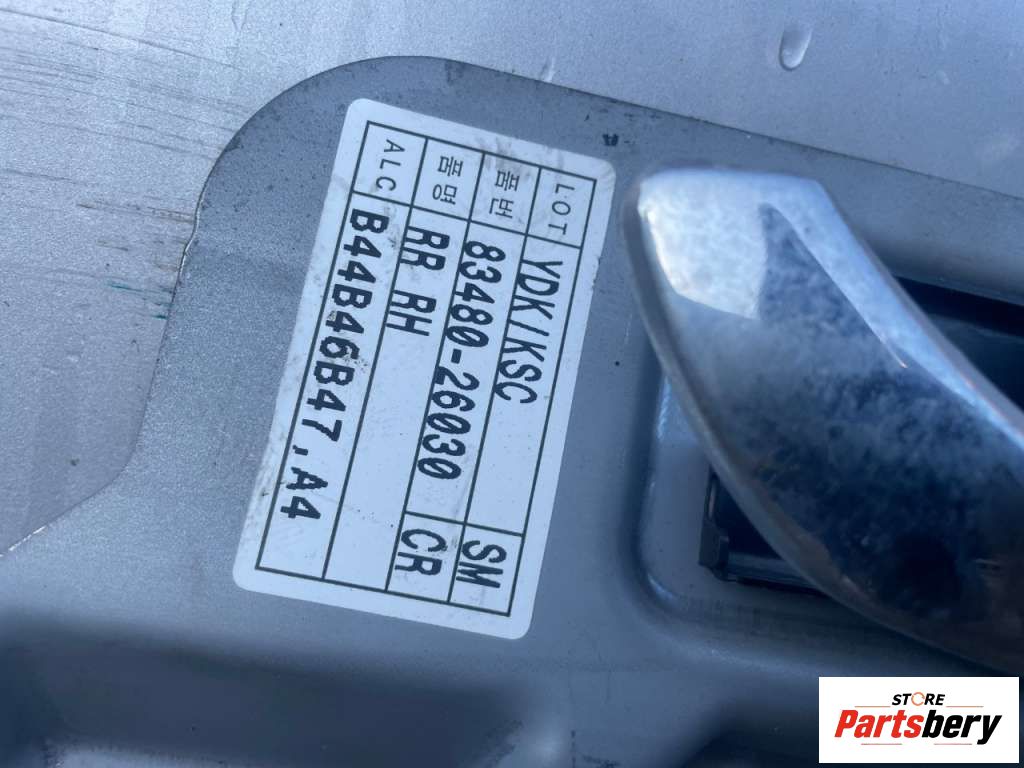 LOT YDK/KSC
품번 83480-26030 SM
품명 RR RH CR
ALC B44B46B47,A4
STORE
Partsbery